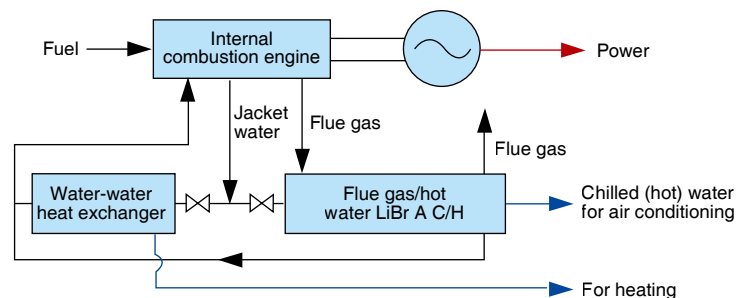 Fuel
Internal
combustion engine
Power
Jacket
water
Flue gas
Flue gas
Water-water
heat exchanger
Flue gas/hot
water LiBr A C/H
Chilled (hot) water
for air conditioning
For heating